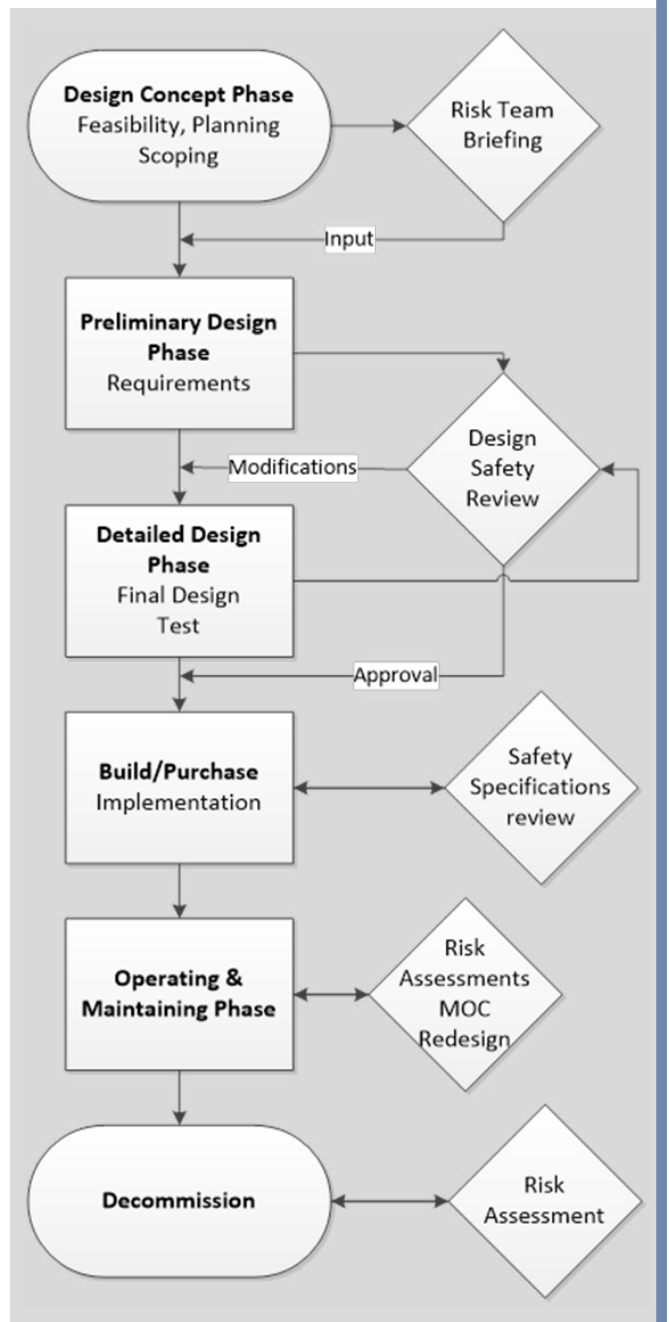 Design Concept Phase
Feasibility, Planning
Scoping
Risk Team
Briefing
Input
Preliminary Design
Phase
Requirements
Design
Safety
Review
Modifications
Detailed Design
Phase
Final Design
Test
Approval
Build/Purchase
Implementation
Safety
Specifications
review
Operating &
Maintaining Phase
Risk
Assessments
MOC
Redesign
Decommission
Risk
Assessment